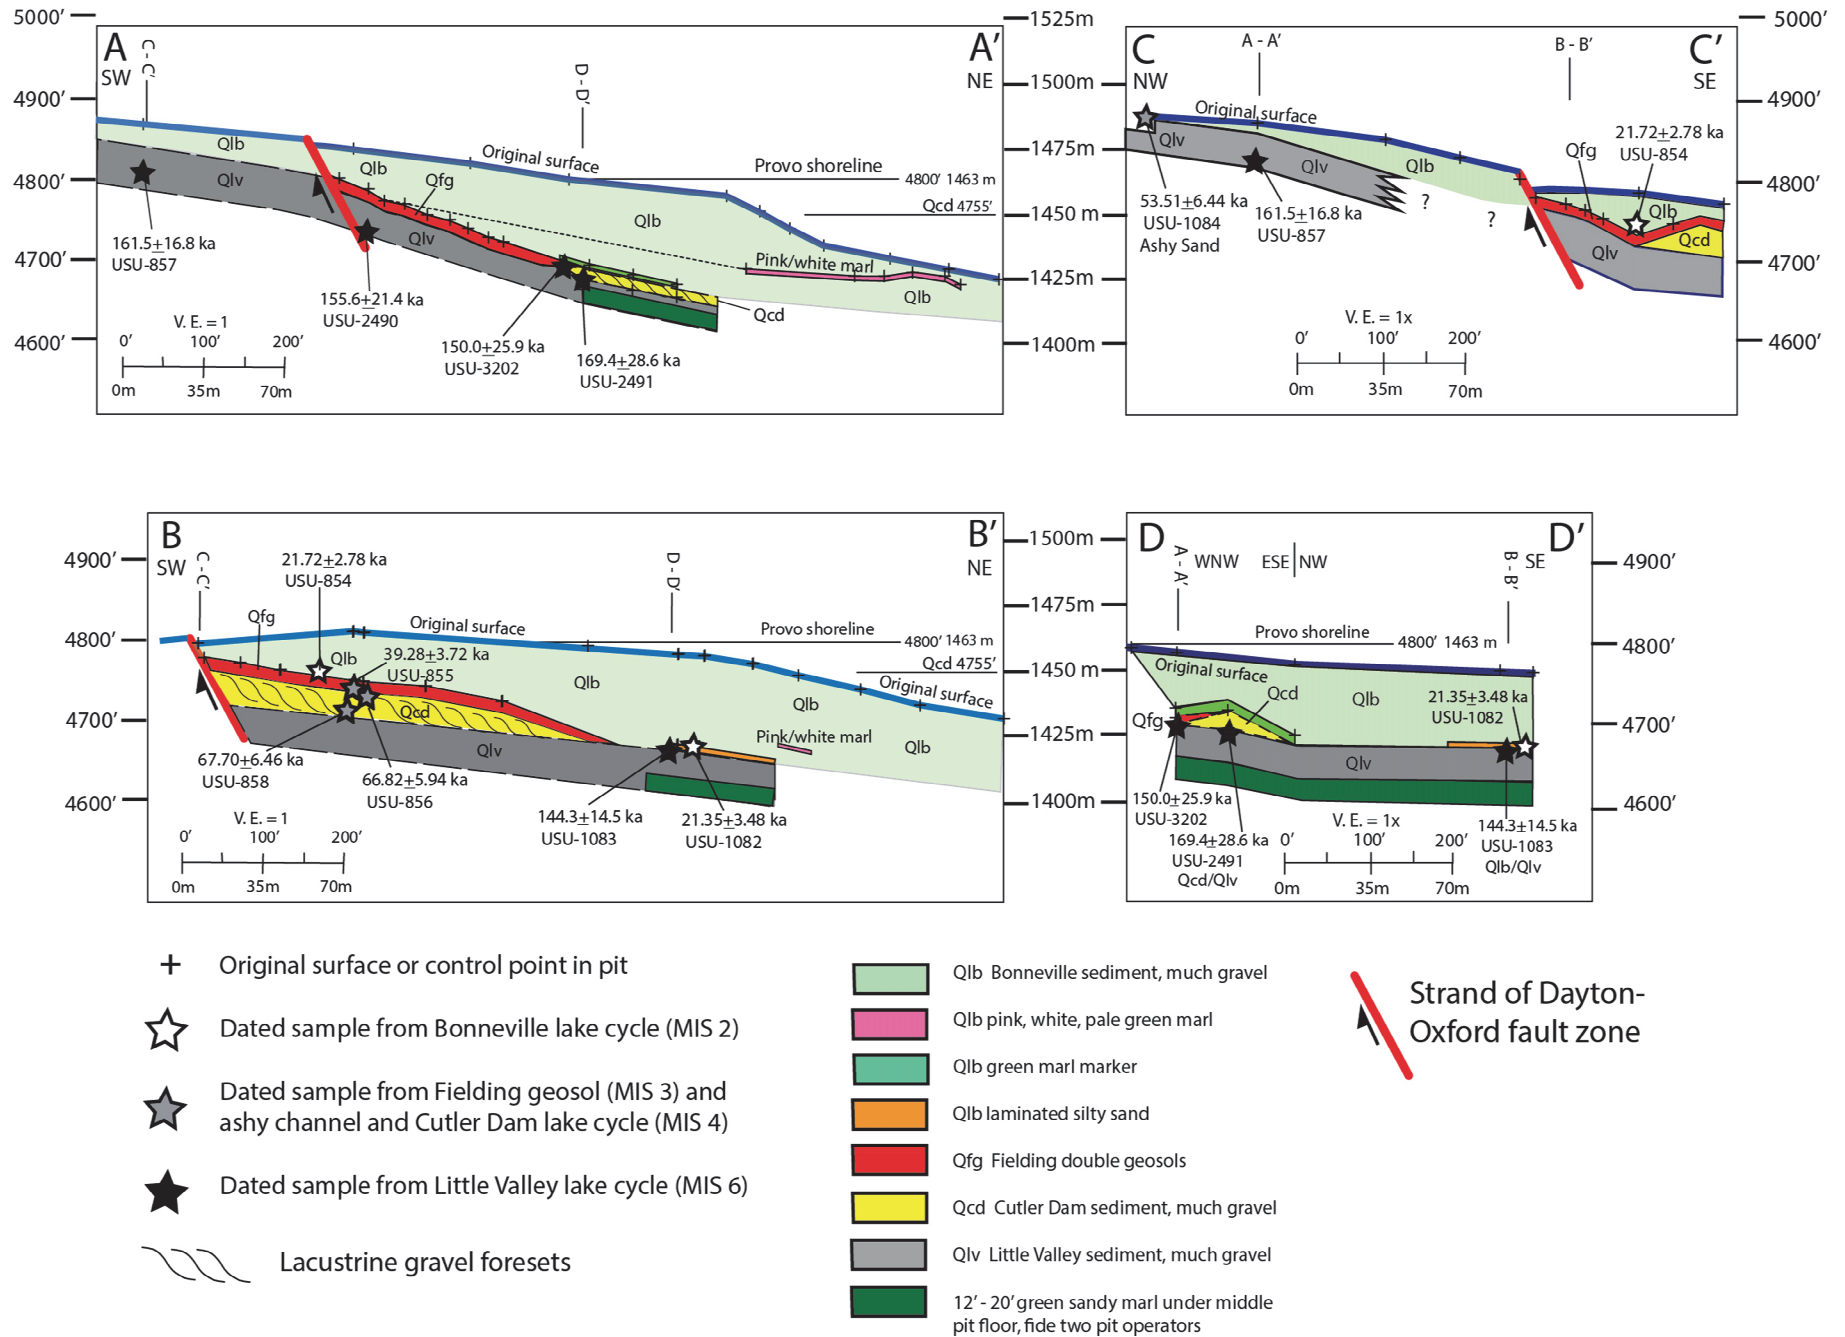 5000’
4900’
4800’
4700’
4600’
A
SW
C - C’
D - D’
A’
NE
Qlb
Qlv
Qlb
Qfg
Qlv
Original surface
Provo shoreline
4800’ 1463 m
Qcd 4755’
Qlb
Pink/white marl
Qlb
Qcd
161.5+16.8 ka
USU-857
155.6+21.4 ka
USU-2490
150.0+25.9 ka
USU-3202
169.4+28.6 ka
USU-2491
V. E. = 1
0’ 100’ 200’
0m 35m 70m
1525m
1500m
1475m
1450 m
1425m
1400m
C
NW
A - A’
B - B’
C’
SE
Original surface
Qlv
Qlv
Qlb
?
?
Qfg
21.72+2.78 ka
USU-854
Qlb
Qcd
Qlv
53.51+6.44 ka
USU-1084
Ashy Sand
161.5+16.8 ka
USU-857
V. E. = 1x
0’ 100’ 200’
0m 35m 70m
5000’
4900’
4800’
4700’
4600’
4900’
4800’
4700’
4600’
B
SW
C - C’
D - D’
B’
NE
21.72+2.78 ka
USU-854
Qfg
Qlb
Original surface
39.28+3.72 ka
USU-855
Provo shoreline
4800’ 1463 m
Qcd 4755’
Original surface
Qlb
Qlb
Qcd
Qlv
Pink/white marl
Qlb
67.70+6.46 ka
USU-858
66.82+5.94 ka
USU-856
144.3+14.5 ka
USU-1083
21.35+3.48 ka
USU-1082
V. E. = 1
0’ 100’ 200’
0m 35m 70m
1500m
1475m
1450 m
1425m
1400m
D
A - A’
WNW
ESE NW
B - B’
SE
D’
Provo shoreline
4800’ 1463 m
Original surface
Qcd
Qlb
Qfg
21.35+3.48 ka
USU-1082
Qlv
150.0+25.9 ka
USU-3202
169.4+28.6 ka
USU-2491
Qcd/Qlv
144.3+14.5 ka
USU-1083
Qlb/Qlv
V. E. = 1x
0’ 100’ 200’
0m 35m 70m
4900’
4800’
4700’
4600’
Original surface or control point in pit
Dated sample from Bonneville lake cycle (MIS 2)
Dated sample from Fielding geosol (MIS 3) and
ashy channel and Cutler Dam lake cycle (MIS 4)
Dated sample from Little Valley lake cycle (MIS 6)
Lacustrine gravel foresets
Qlb Bonneville sediment, much gravel
Qlb pink, white, pale green marl
Qlb green marl marker
Qlb laminated silty sand
Qfg Fielding double geosols
Qcd Cutler Dam sediment, much gravel
Qlv Little Valley sediment, much gravel
12’ - 20’ green sandy marl under middle
pit floor, fide two pit operators
Strand of Dayton-
Oxford fault zone